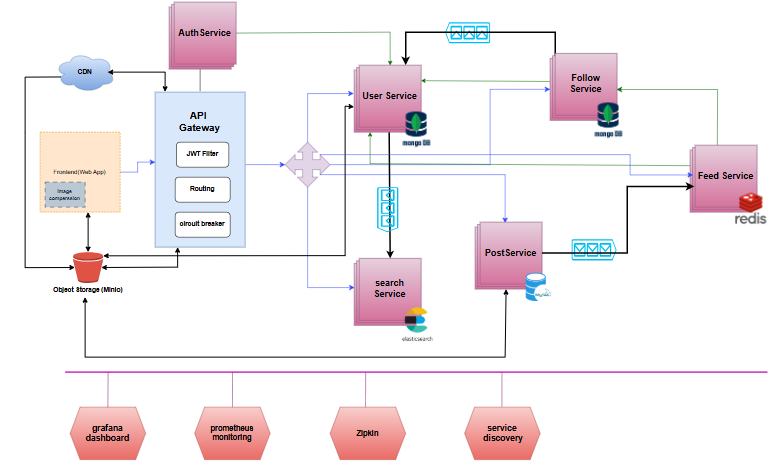 AuthService
CDN
API
Gateway
JWT Filter
Routing
circuit breaker
Frontend(Web App)
Image
compression
Object Storage (Minio)
User Service
mongo DB
Follow
Service
mongo DB
Feed Service
redis
PostService
search
Service
elasticsearch
grafana
dashboard
prometheus
monitoring
Zipkin
service
discovery